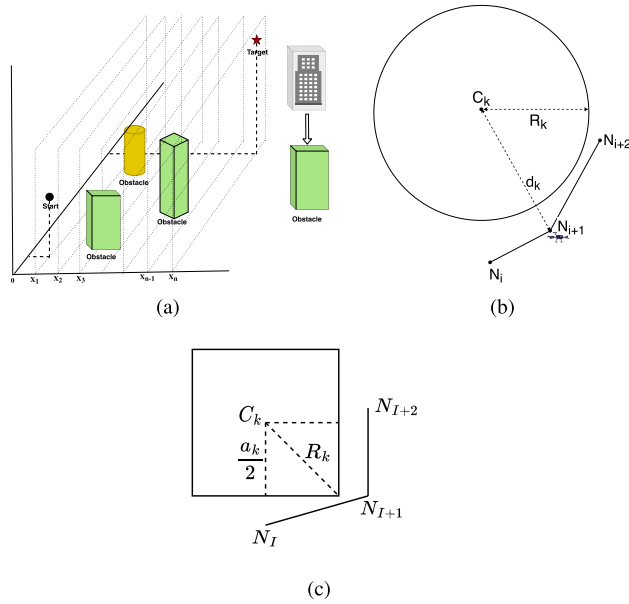 Target
Start
Obstacle
Obstacle
Obstacle
Obstacle
0 X1 X2 X3 Xn-1 Xn
(a)
Ck
Rk
dk
Ni+2
Ni+1
Ni
(b)
Ck
ak
2
Rk
NI+2
NI+1
NI
(c)